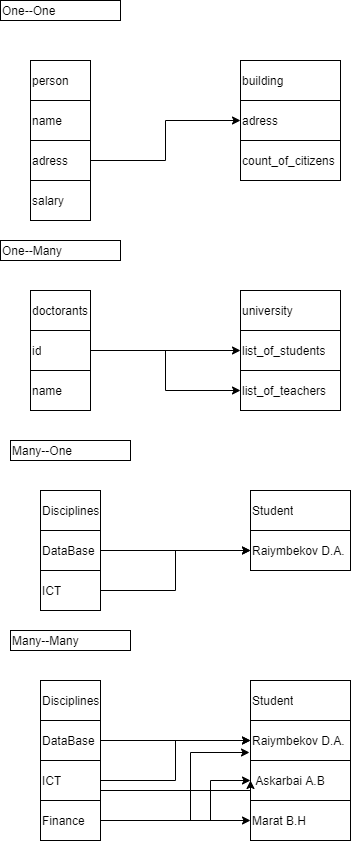 One--One
person
building
name
adress
adress
count_of_citizens
salary
One--Many
doctorants
university
id
list_of_students
name
list_of_teachers
Many--One
Disciplines
Student
DataBase
Raiymbekov D.A.
ICT
Many--Many
Disciplines
Student
DataBase
Raiymbekov D.A.
ICT
Askarbai A.B
Finance
Marat B.H